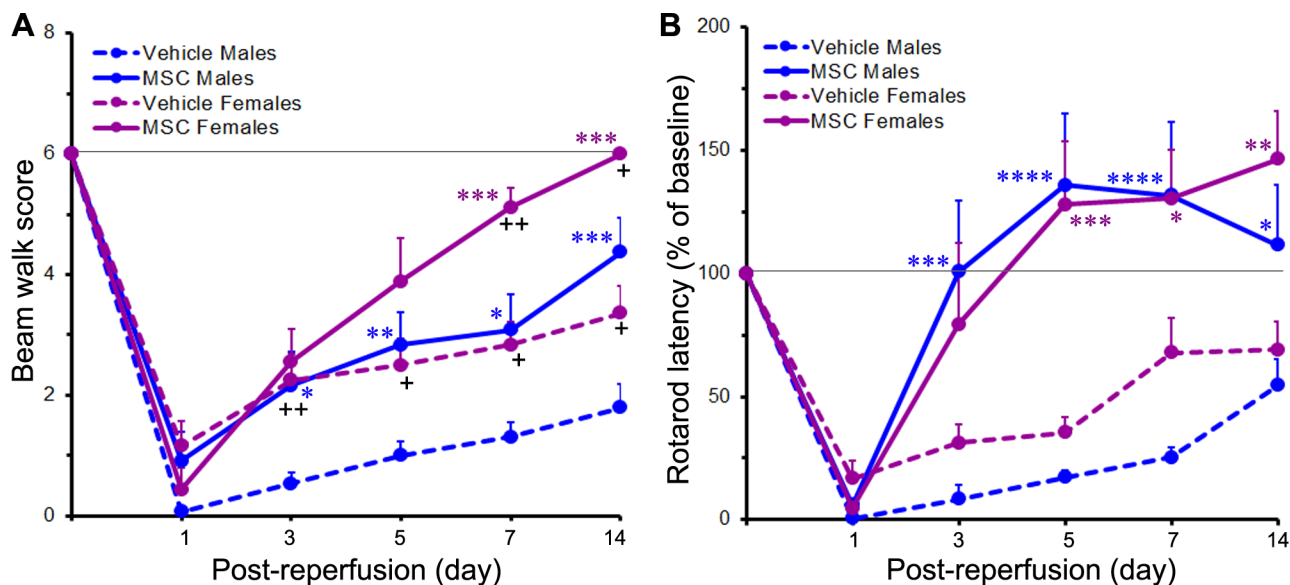 A
Beam walk score
6
6
4
2
0
Vehicle Males
MSC Males
Vehicle Females
MSC Females
***
+
***
++
***
**
*
+
++
*
+
+
1
3
5
7
14
Post-reperfusion (day)
B
Rotarod latency (% of baseline)
200
150
100
50
0
Vehicle Males
MSC Males
Vehicle Females
MSC Females
**
****
****
***
*
*
***
1
3
5
7
14
Post-reperfusion (day)